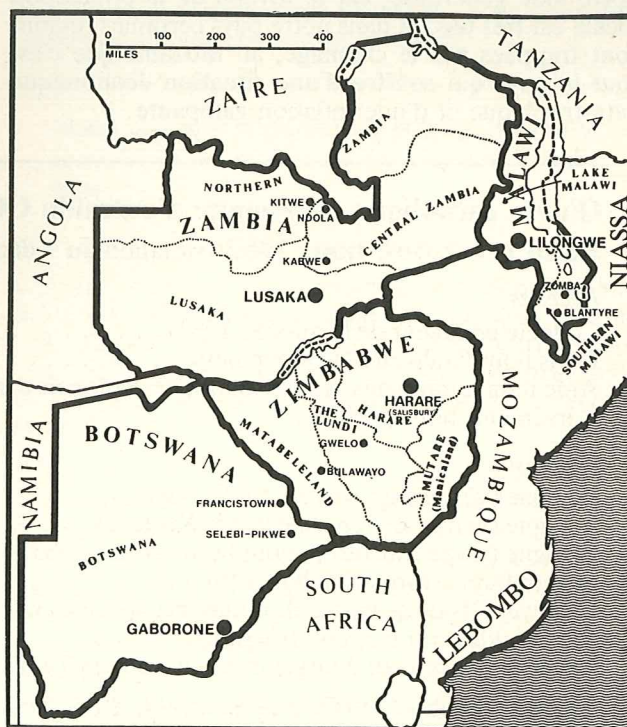 0 200 400
MILES
ZAÏRE
TANZANIA
ZAMBIA
MALAWI
LAKE
MALAWI
ANGOLA
NORTHERN
KITWE
NDOLA
ZAMBIA
CENTRAL ZAMBIA
LILONGWE
NIASSA
KABWE
ZOMBA
LUSAKA
LUSAKA
BLANTYRE
SOUTHERN
MALAWI
ZIMBABWE
HARARE
(SALISBURY)
MOZAMBIQUE
HARARE
THE
LUNDI
GWELO
MUTARE
(Manicaland)
MATABELELAND
BULAWAYO
NAMIBIA
BOTSWANA
FRANCISTOWN
SELEBI-PIKWE
BOTSWANA
SOUTH
AFRICA
LEBOMBO
GABORONE